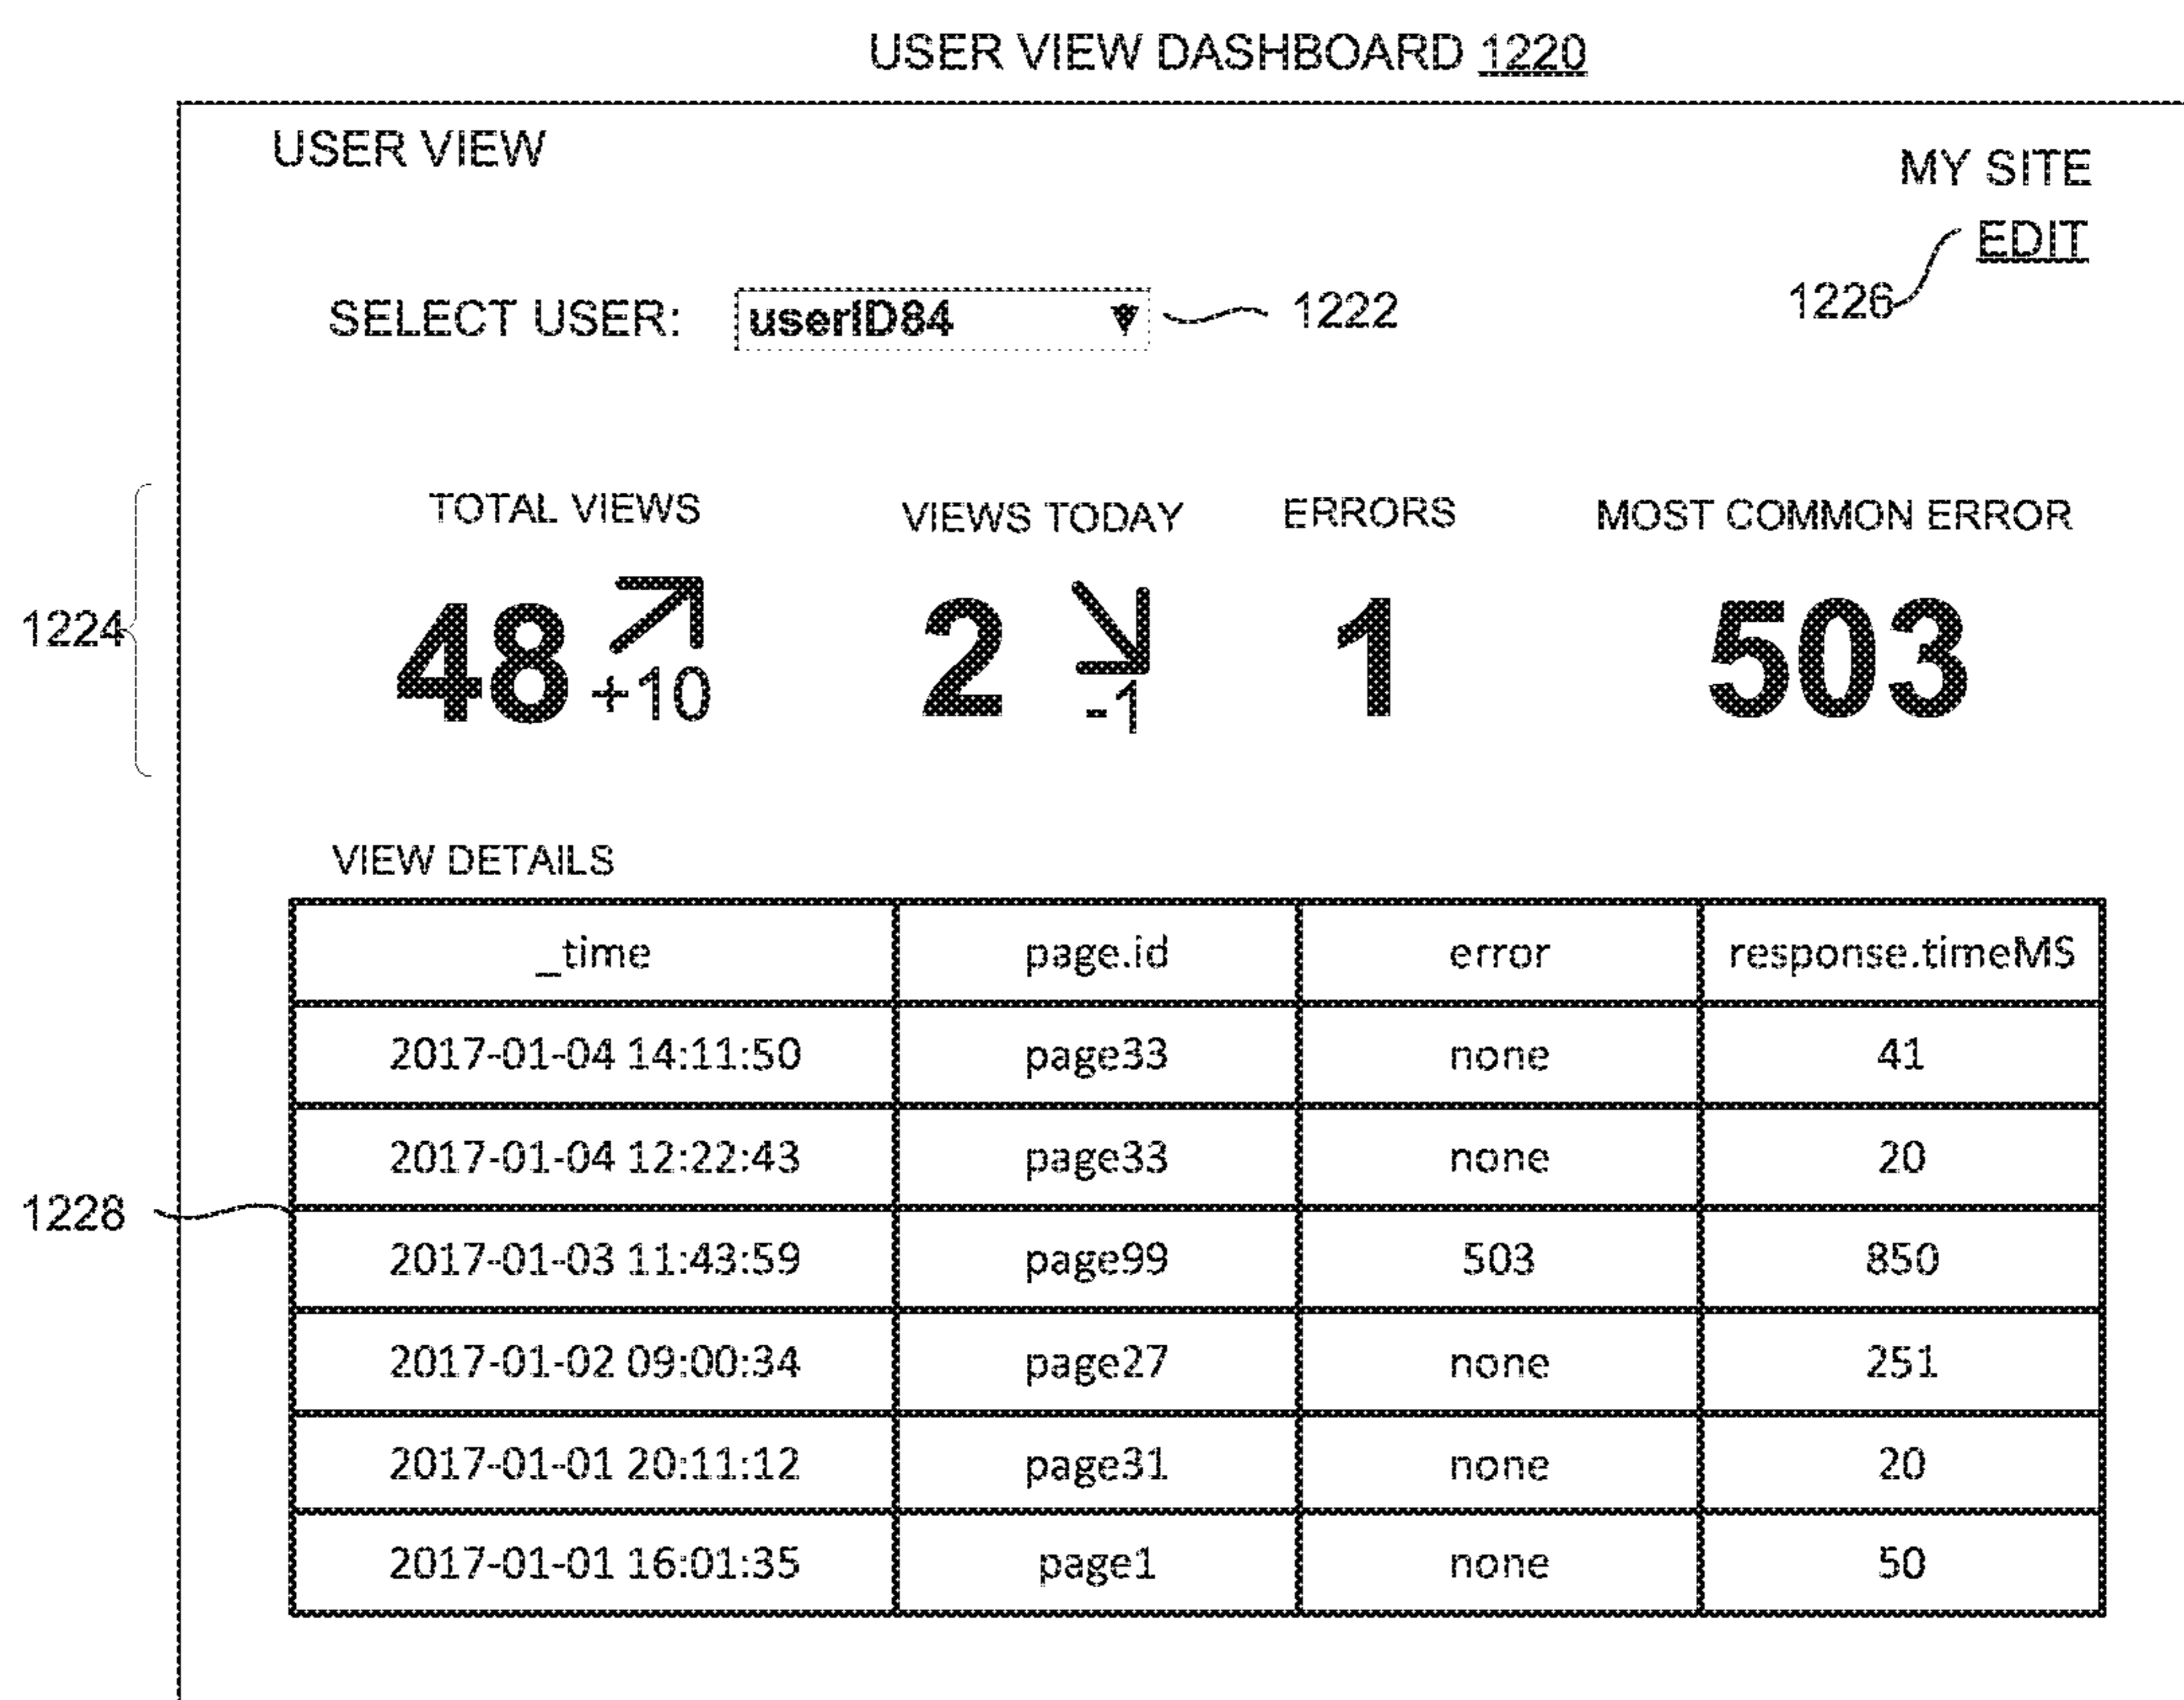 USER VIEW DASHBOARD 1220
USER VIEW
MY SITE
EDIT
1226
SELECT USER: userID84 ▼ 1222
TOTAL VIEWS VIEWS TODAY ERRORS MOST COMMON ERROR
1224 48 +10 2 -1 1 503
VIEW DETAILS
_time page.id error response.timeMS
2017-01-04 14:11:50 page33 none 41
2017-01-04 12:22:43 page33 none 20
1228
2017-01-03 11:43:59 page99 503 850
2017-01-02 09:00:34 page27 none 251
2017-01-01 20:11:12 page31 none 20
2017-01-01 16:01:35 page1 none 50